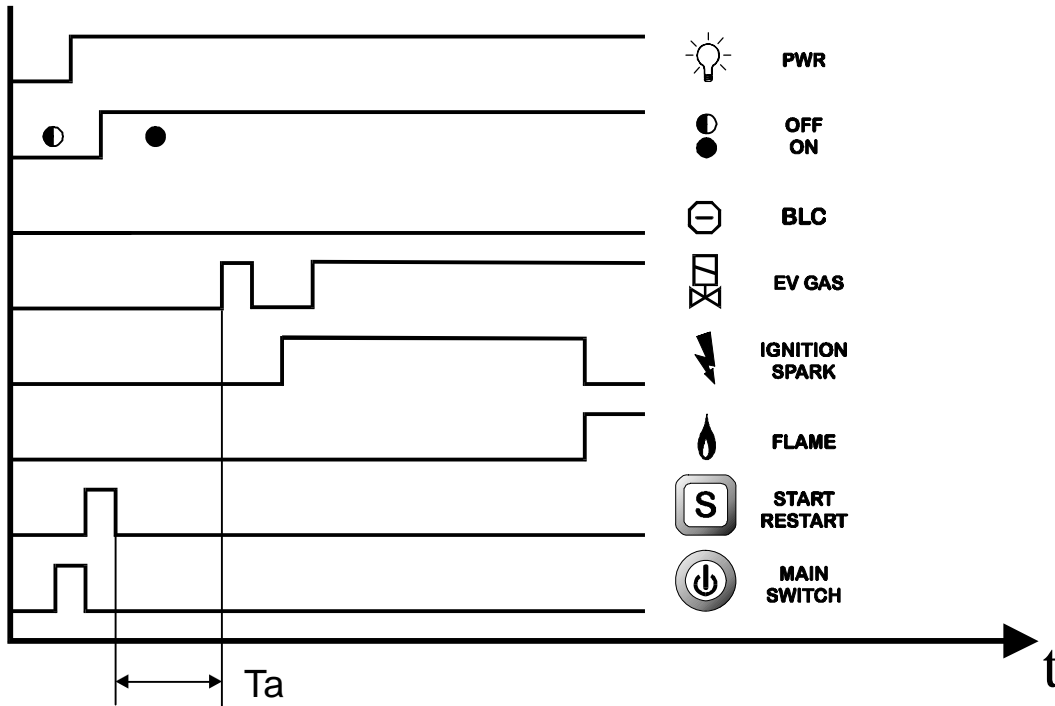 PWR
OFF
ON
BLC
EV GAS
IGNITION
SPARK
FLAME
S
START
RESTART
MAIN
SWITCH
t
Ta